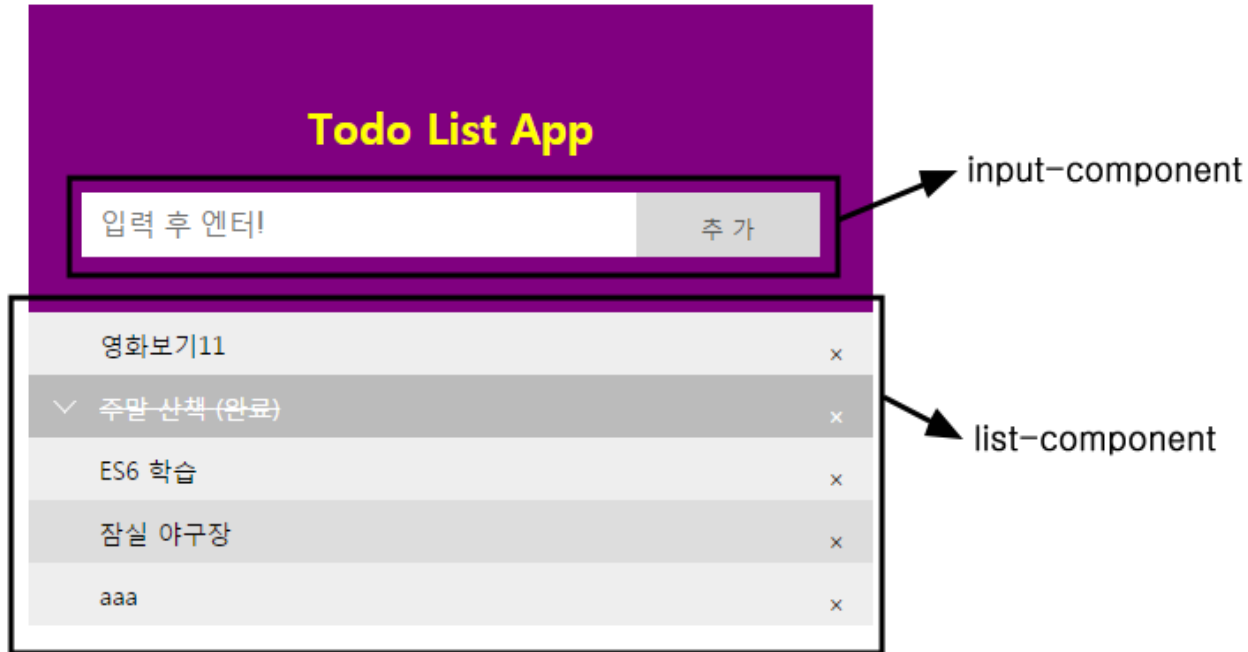 Todo List App
input-component
입력 후 엔터!
추 가
영화보기11
×
주말 산책 (완료)
×
list-component
ES6 학습
×
잠실 야구장
×
aaa
×